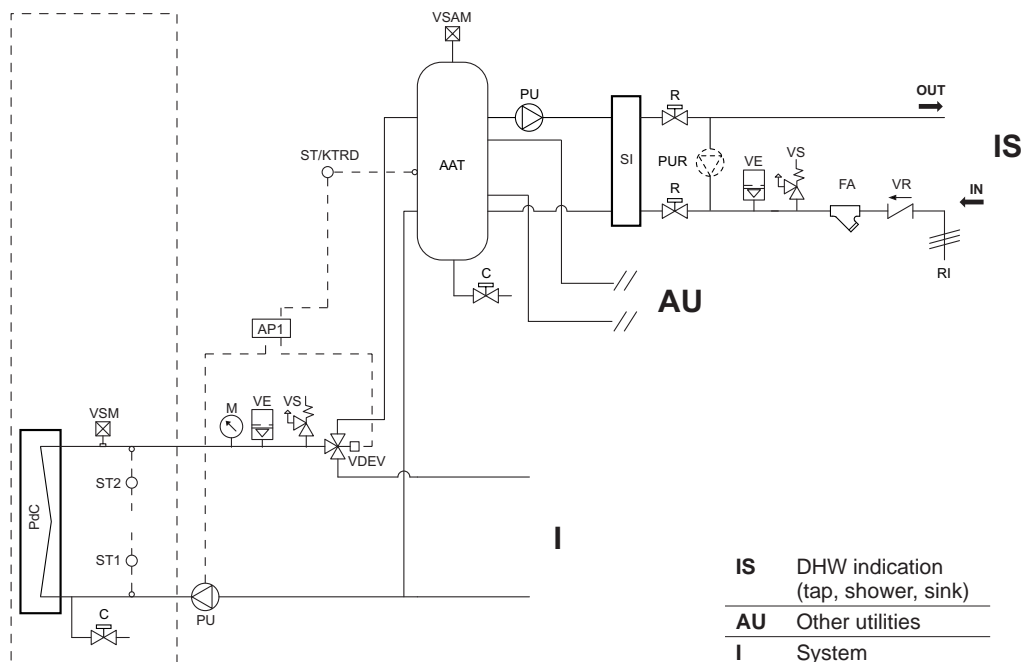 VSAM
PU
R
OUT
IS
ST/KTRD
AAT
SI
PUR
VE
VS
R
FA
VR
IN
RI
C
AU
AP1
M
VE
VS
VSM
VDEV
PdC
ST2
ST1
I
C
PU
IS DHW indication
(tap, shower, sink)
AU Other utilities
I System